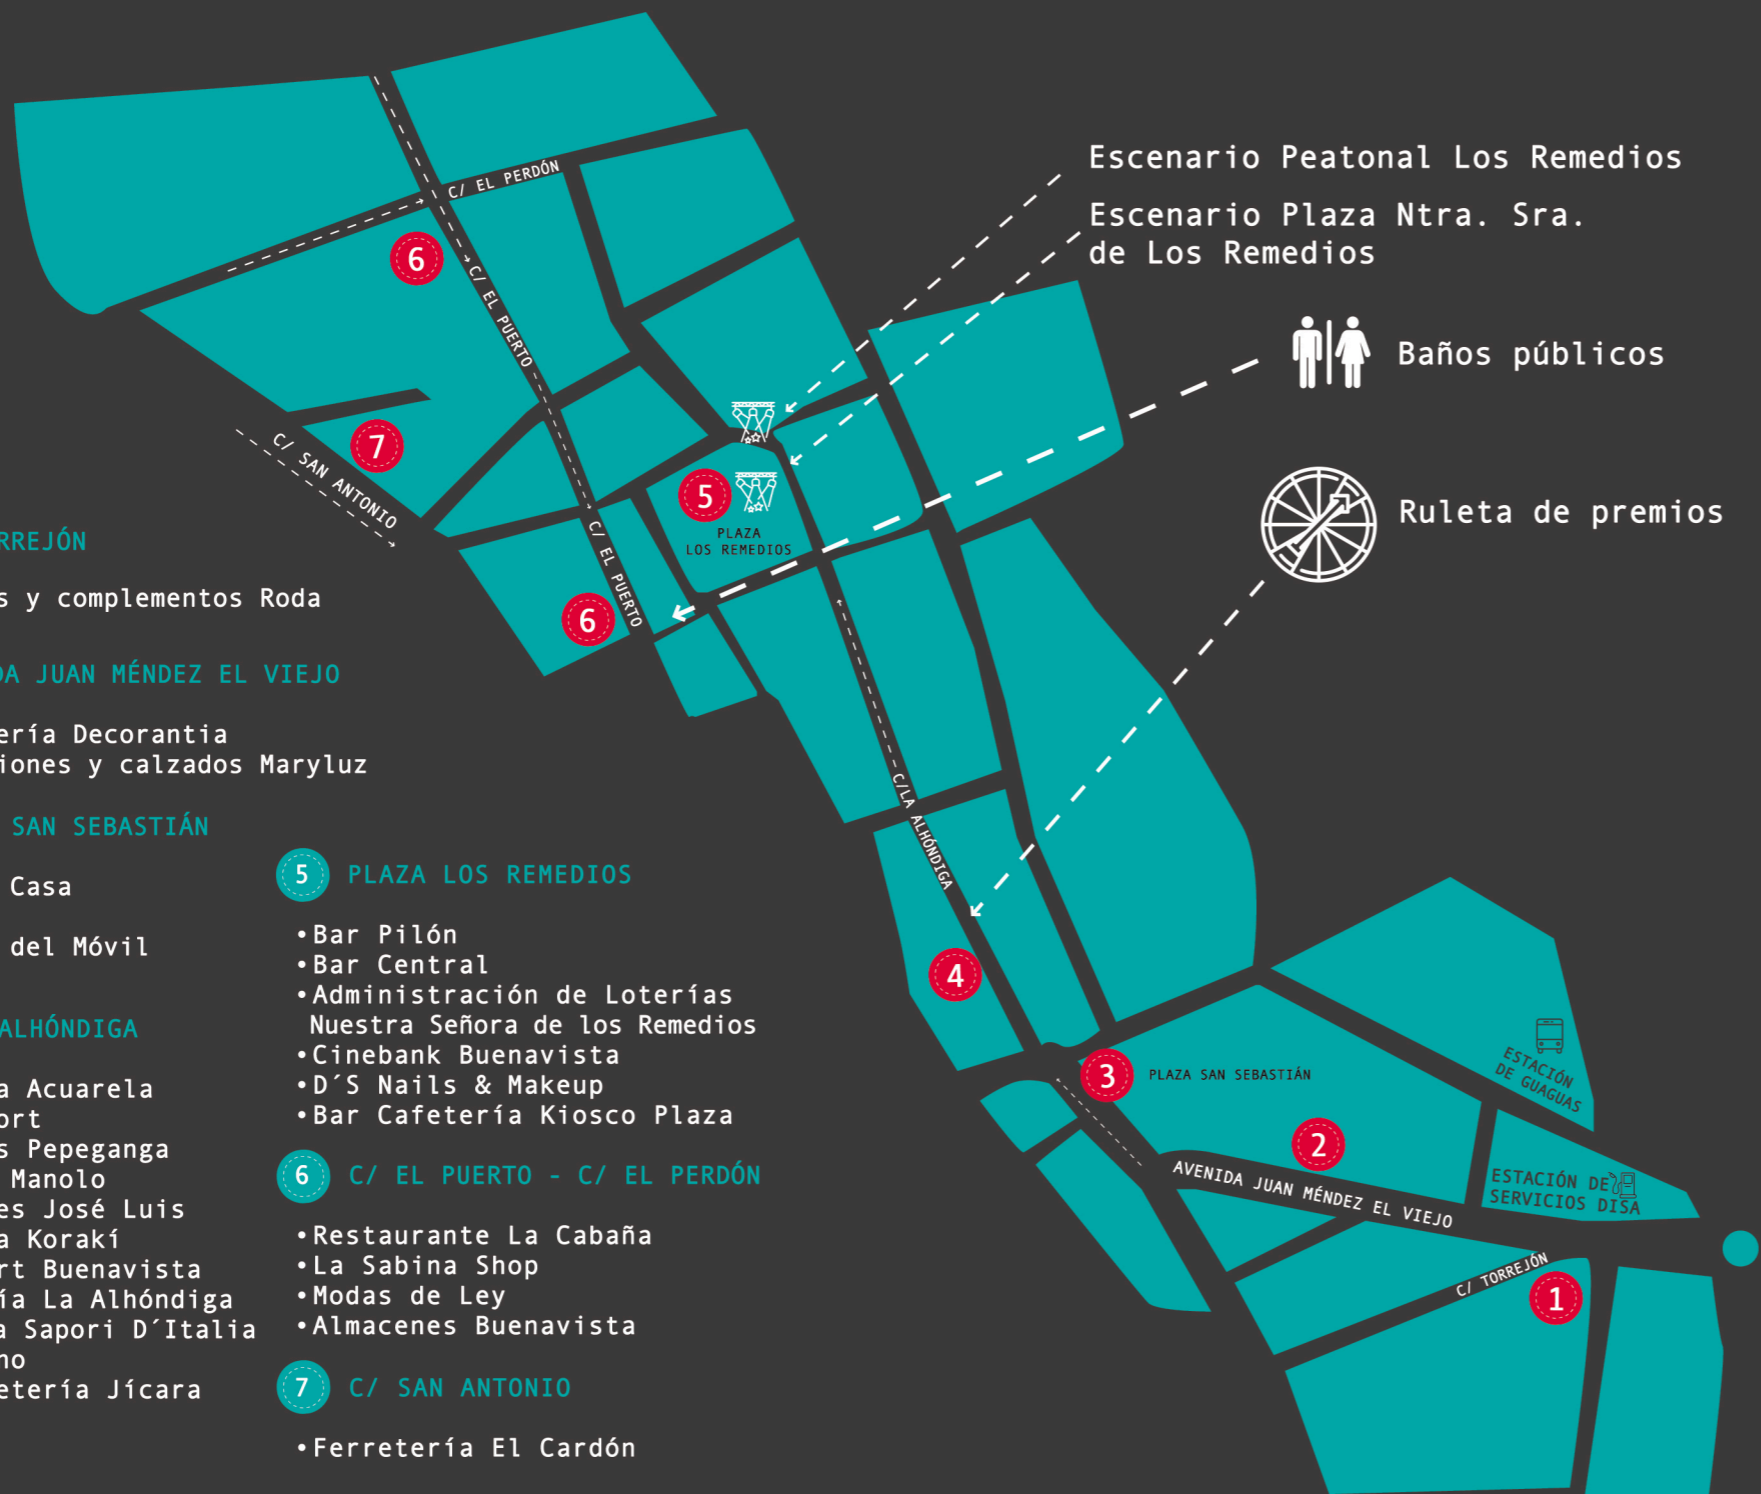 C/ EL PERDÓN
6
C/ EL PUERTO
7
C/ SAN ANTONIO
5
PLAZA
LOS REMEDIOS
C/ EL PUERTO
6
C/LA ALHÓNDIGA
4
3
PLAZA SAN SEBASTIÁN
2
AVENIDA JUAN MÉNDEZ EL VIEJO
ESTACIÓN
DE GUAGUAS
ESTACIÓN DE
SERVICIOS DISA
C/ TORREJÓN
1
Escenario Peatonal Los Remedios
Escenario Plaza Ntra. Sra.
de Los Remedios
Baños públicos
Ruleta de premios
RREJÓN
s y complementos Roda
DA JUAN MÉNDEZ EL VIEJO
ería Decorantia
iones y calzados Maryluz
SAN SEBASTIÁN
Casa
del Móvil
ALHÓNDIGA
a Acuarela
ort
s Pepeganga
Manolo
es José Luis
a Korakí
rt Buenavista
ía La Alhóndiga
a Sapori D´Italia
no
etería Jícara
5 PLAZA LOS REMEDIOS
•Bar Pilón
•Bar Central
•Administración de Loterías
Nuestra Señora de los Remedios
•Cinebank Buenavista
•D´S Nails & Makeup
•Bar Cafetería Kiosco Plaza
6 C/ EL PUERTO - C/ EL PERDÓN
•Restaurante La Cabaña
•La Sabina Shop
•Modas de Ley
•Almacenes Buenavista
7 C/ SAN ANTONIO
•Ferretería El Cardón